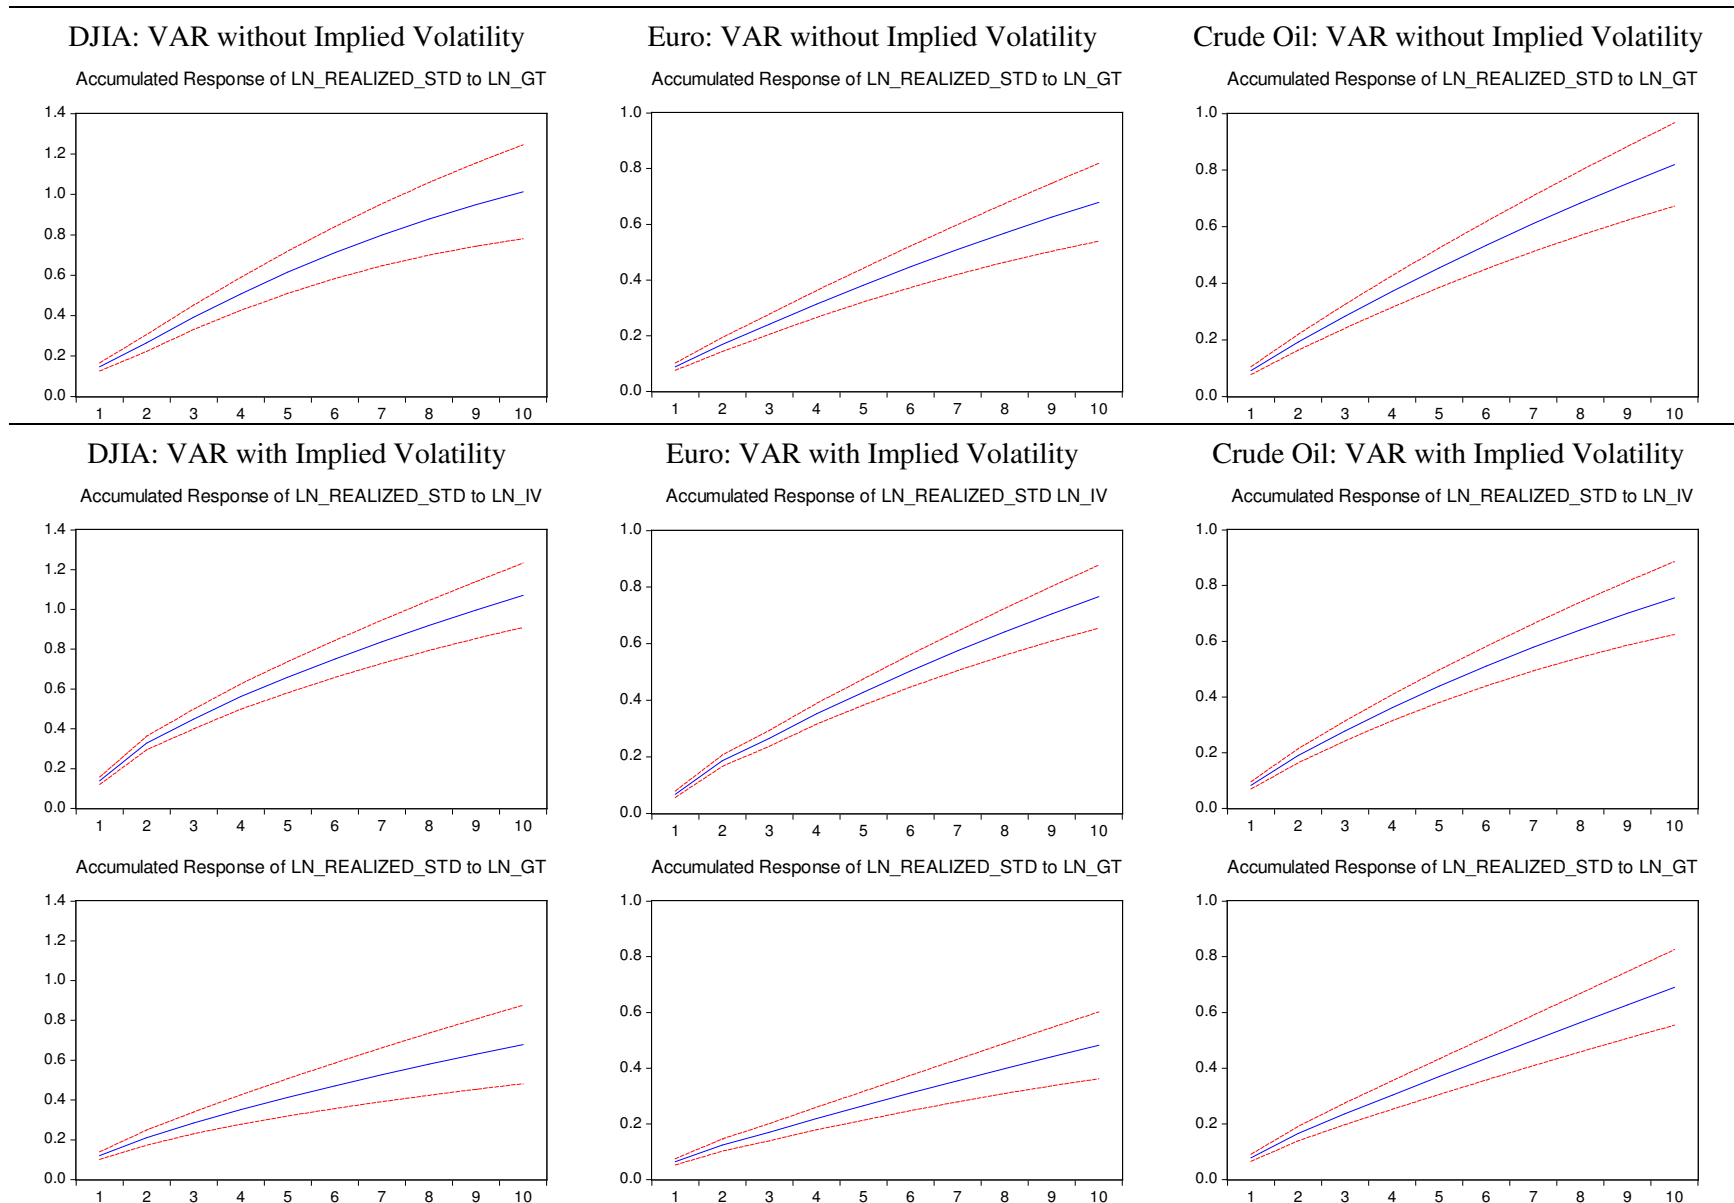 DJIA: VAR without Implied Volatility
Accumulated Response of LN_REALIZED_STD to LN_GT
1.4
1.2
1.0
0.8
0.6
0.4
0.2
0.0
1 2 3 4 5 6 7 8 9 10
Euro: VAR without Implied Volatility
Accumulated Response of LN_REALIZED_STD to LN_GT
1.0
0.8
0.6
0.4
0.2
0.0
1 2 3 4 5 6 7 8 9 10
Crude Oil: VAR without Implied Volatility
Accumulated Response of LN_REALIZED_STD to LN_GT
1.0
0.8
0.6
0.4
0.2
0.0
1 2 3 4 5 6 7 8 9 10
DJIA: VAR with Implied Volatility
Accumulated Response of LN_REALIZED_STD to LN_IV
1.4
1.2
1.0
0.8
0.6
0.4
0.2
0.0
1 2 3 4 5 6 7 8 9 10
Euro: VAR with Implied Volatility
Accumulated Response of LN_REALIZED_STD LN_IV
1.0
0.8
0.6
0.4
0.2
0.0
1 2 3 4 5 6 7 8 9 10
Crude Oil: VAR with Implied Volatility
Accumulated Response of LN_REALIZED_STD to LN_IV
1.0
0.8
0.6
0.4
0.2
0.0
1 2 3 4 5 6 7 8 9 10
Accumulated Response of LN_REALIZED_STD to LN_GT
1.4
1.2
1.0
0.8
0.6
0.4
0.2
0.0
1 2 3 4 5 6 7 8 9 10
Accumulated Response of LN_REALIZED_STD to LN_GT
1.0
0.8
0.6
0.4
0.2
0.0
1 2 3 4 5 6 7 8 9 10
Accumulated Response of LN_REALIZED_STD to LN_GT
1.0
0.8
0.6
0.4
0.2
0.0
1 2 3 4 5 6 7 8 9 10